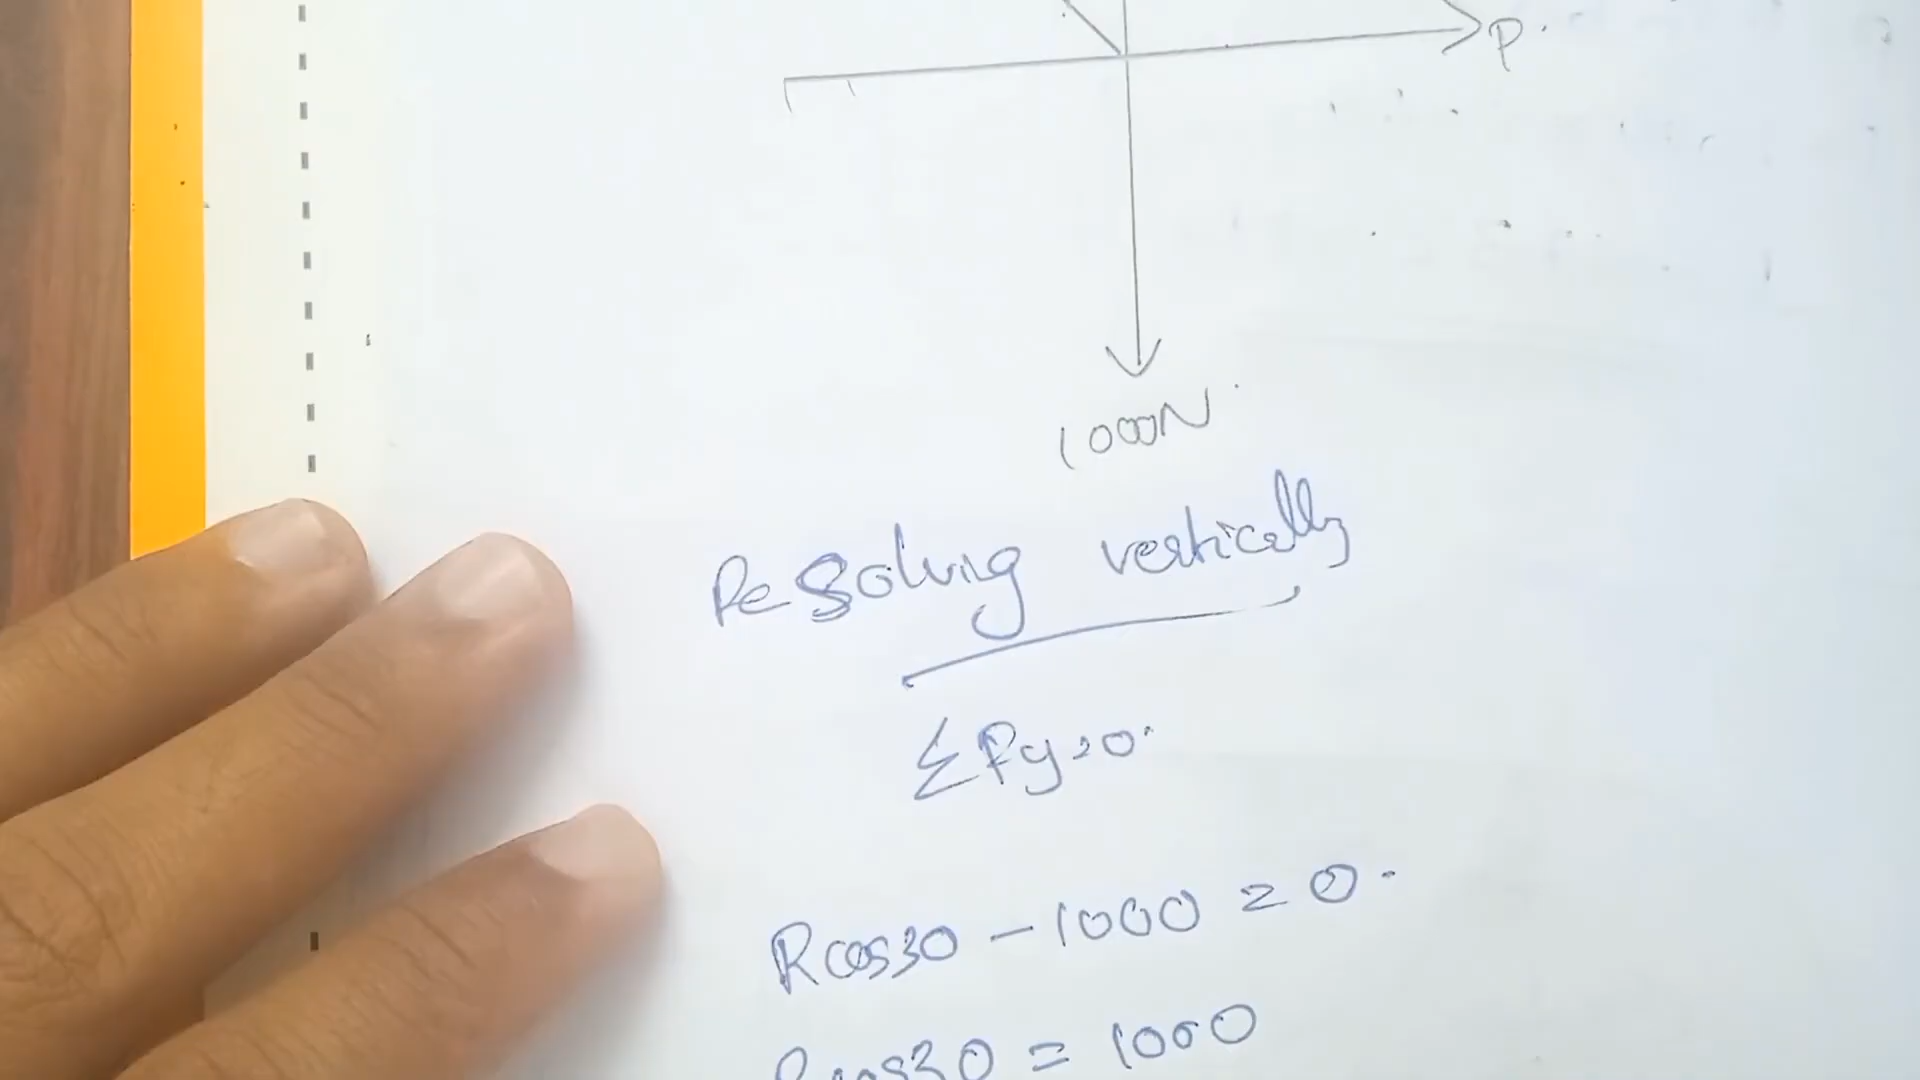 P.
1000N
Resolving vertically
ΣFy=0.
Rcos30 - 1000 = 0.
Rcos30 = 1000